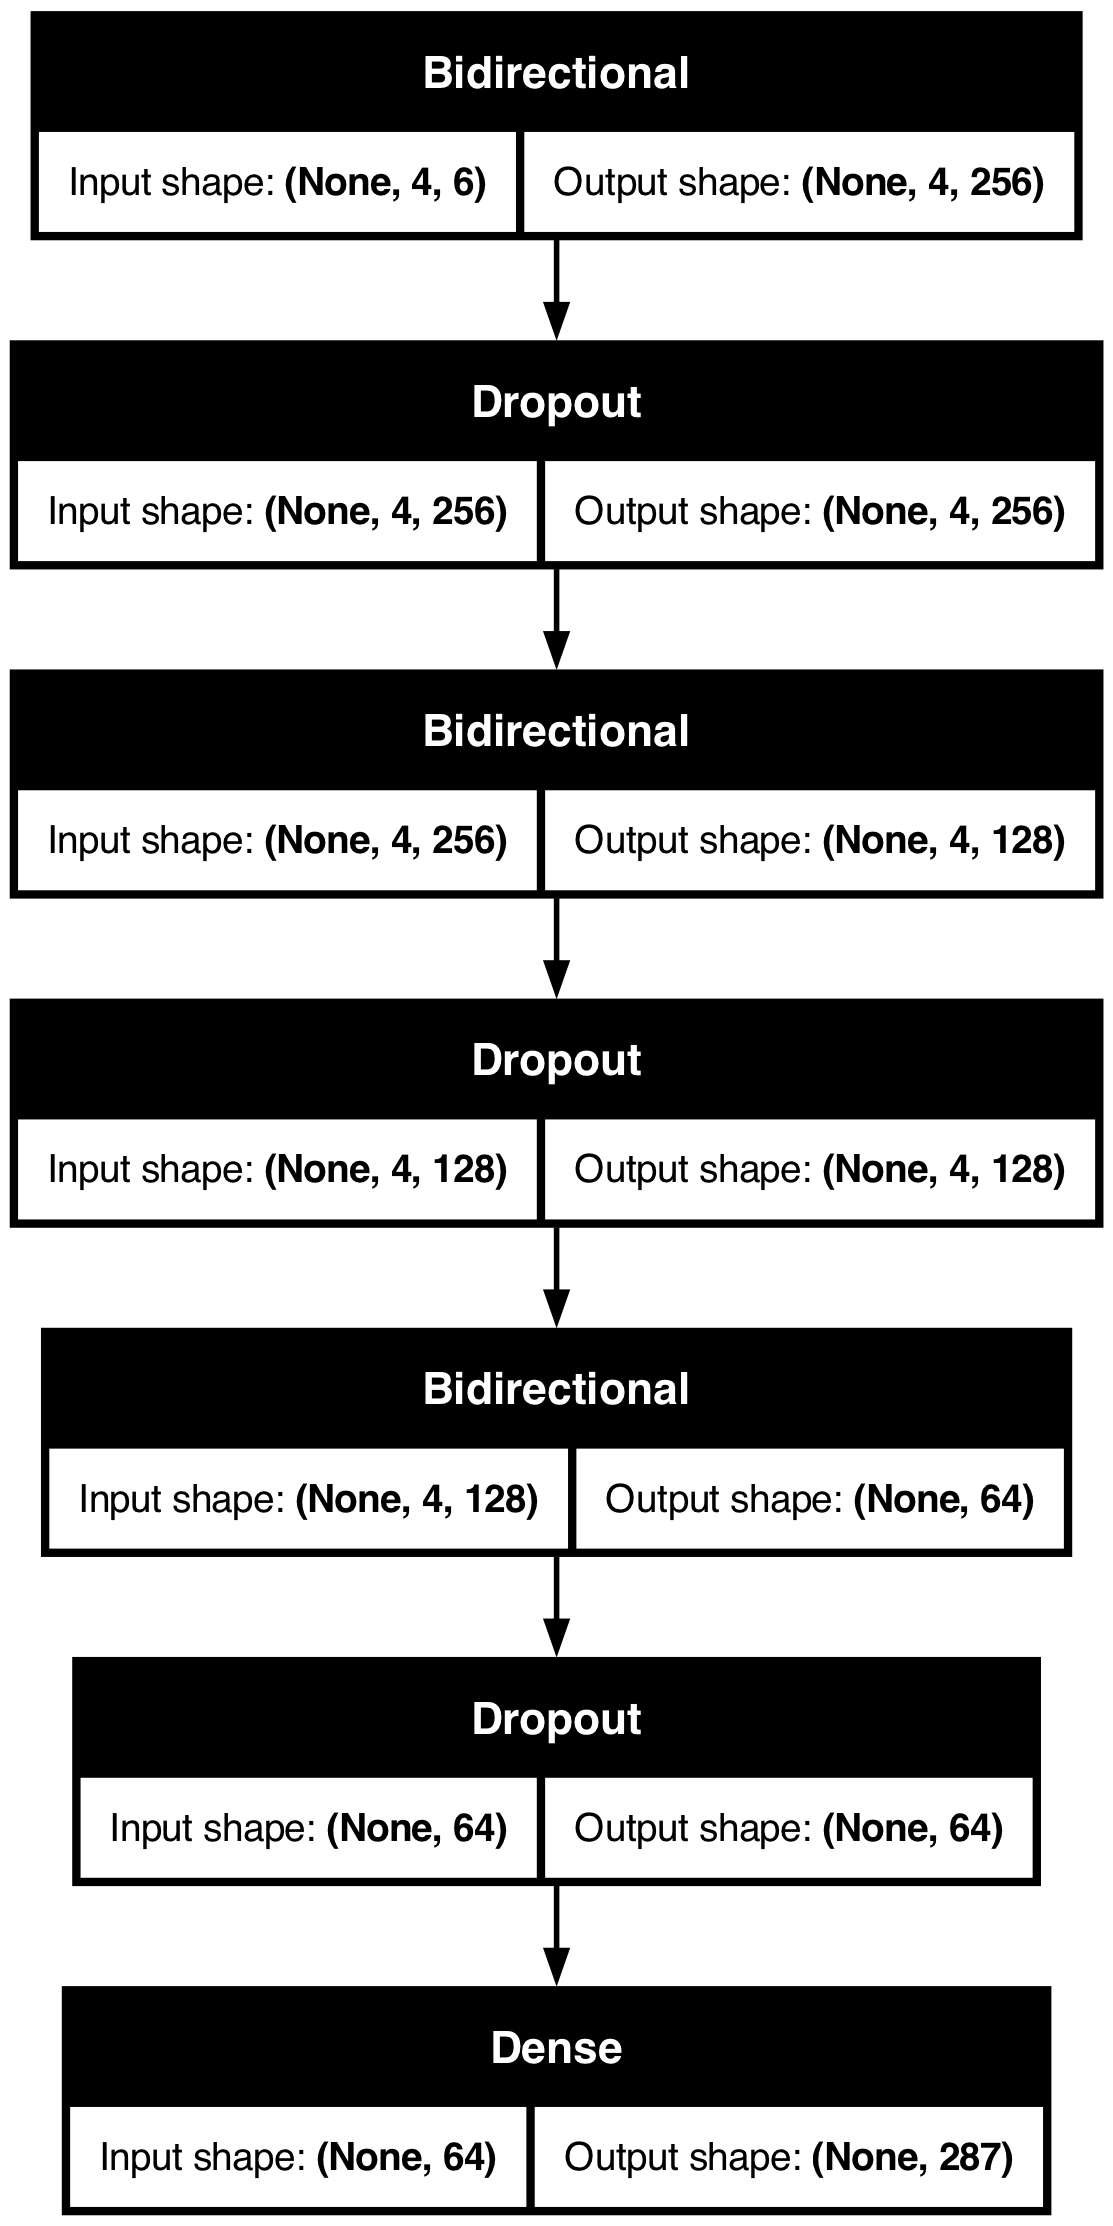 Bidirectional
Input shape: (None, 4, 6) Output shape: (None, 4, 256)
Dropout
Input shape: (None, 4, 256) Output shape: (None, 4, 256)
Bidirectional
Input shape: (None, 4, 256) Output shape: (None, 4, 128)
Dropout
Input shape: (None, 4, 128) Output shape: (None, 4, 128)
Bidirectional
Input shape: (None, 4, 128) Output shape: (None, 64)
Dropout
Input shape: (None, 64) Output shape: (None, 64)
Dense
Input shape: (None, 64) Output shape: (None, 287)